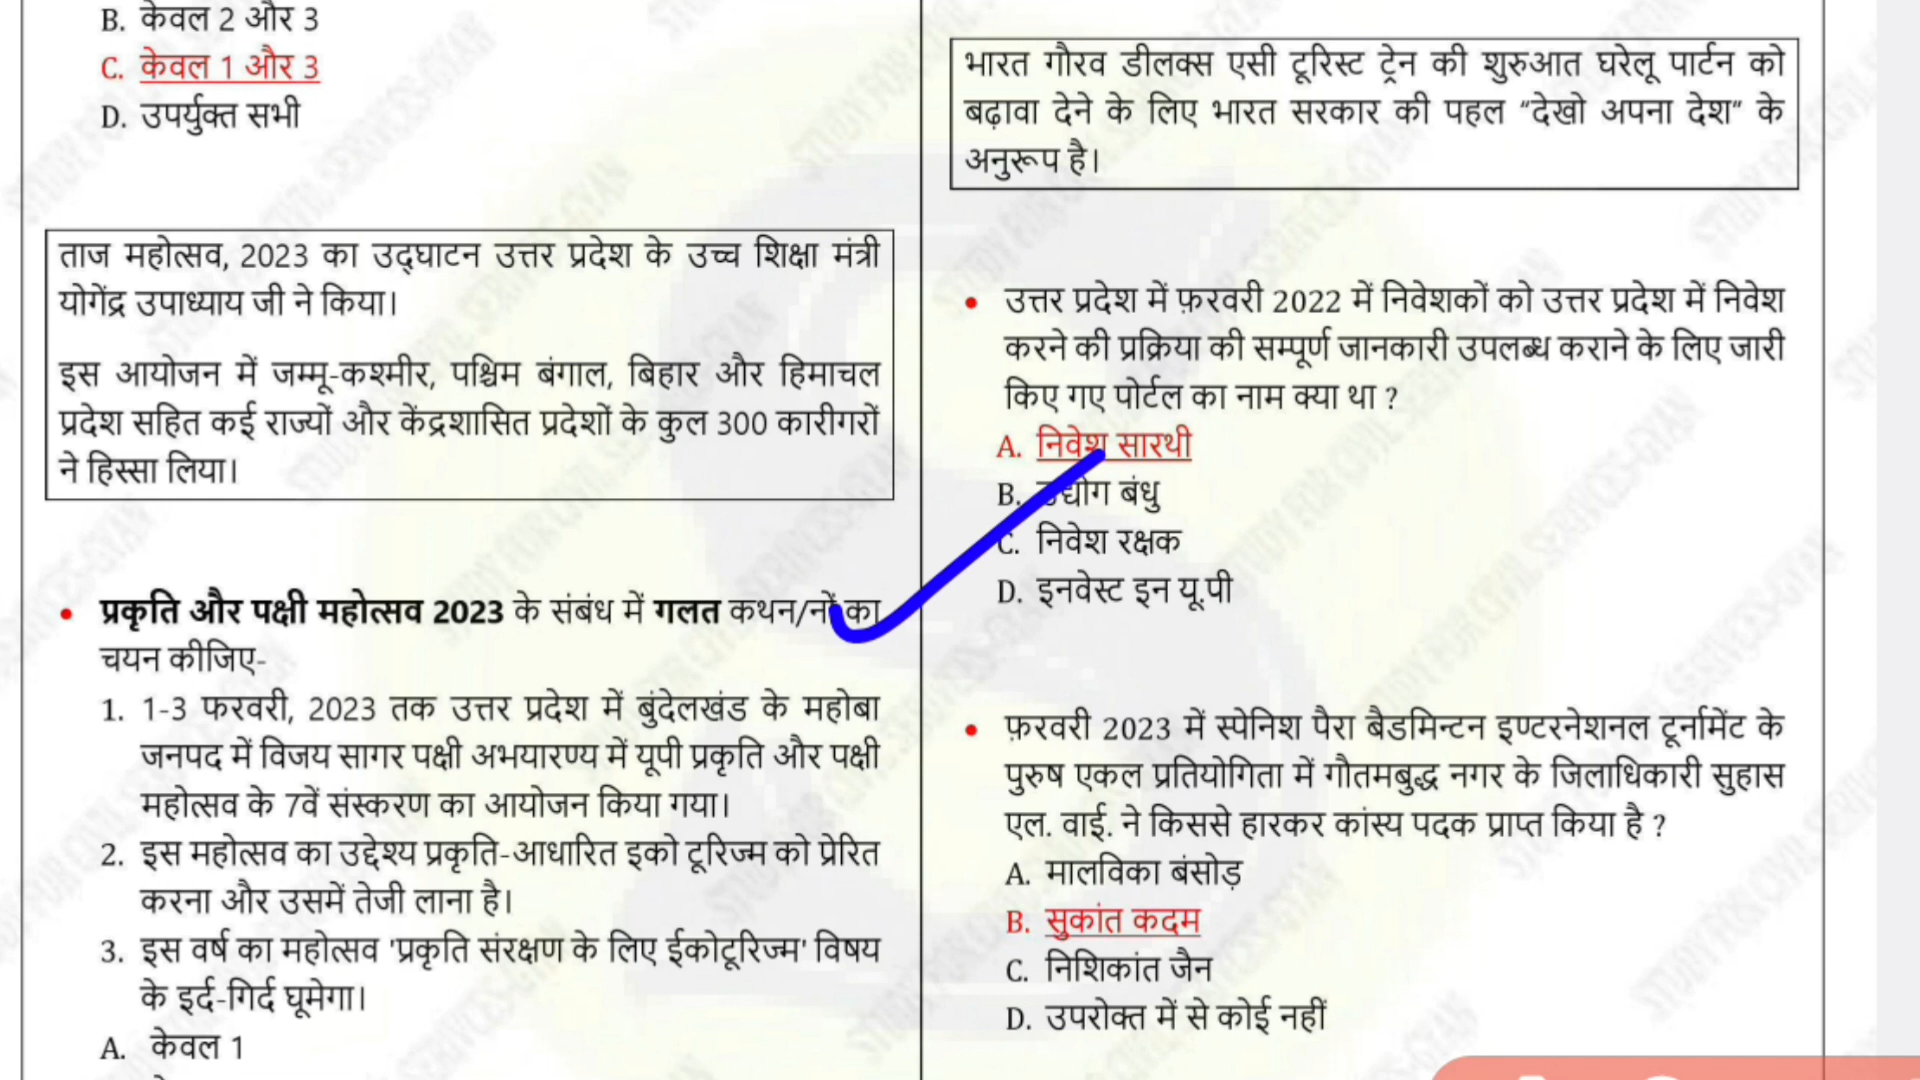 B. केवल 2 और 3
C. केवल 1 और 3
D. उपर्युक्त सभी
ताज महोत्सव, 2023 का उद्घाटन उत्तर प्रदेश के उच्च शिक्षा मंत्री
योगेंद्र उपाध्याय जी ने किया।
इस आयोजन में जम्मू-कश्मीर, पश्चिम बंगाल, बिहार और हिमाचल
प्रदेश सहित कई राज्यों और केंद्रशासित प्रदेशों के कुल 300 कारीगरों
ने हिस्सा लिया।
• प्रकृति और पक्षी महोत्सव 2023 के संबंध में गलत कथन/नों का
चयन कीजिए-
1. 1-3 फरवरी, 2023 तक उत्तर प्रदेश में बुंदेलखंड के महोबा
जनपद में विजय सागर पक्षी अभयारण्य में यूपी प्रकृति और पक्षी
महोत्सव के 7वें संस्करण का आयोजन किया गया।
2. इस महोत्सव का उद्देश्य प्रकृति-आधारित इको टूरिज्म को प्रेरित
करना और उसमें तेजी लाना है।
3. इस वर्ष का महोत्सव 'प्रकृति संरक्षण के लिए ईकोटूरिज्म' विषय
के इर्द-गिर्द घूमेगा।
A. केवल 1
भारत गौरव डीलक्स एसी टूरिस्ट ट्रेन की शुरुआत घरेलू पार्टन को
बढ़ावा देने के लिए भारत सरकार की पहल “देखो अपना देश“ के
अनुरूप है।
• उत्तर प्रदेश में फ़रवरी 2022 में निवेशकों को उत्तर प्रदेश में निवेश
करने की प्रक्रिया की सम्पूर्ण जानकारी उपलब्ध कराने के लिए जारी
किए गए पोर्टल का नाम क्या था ?
A. निवेश सारथी
B. उद्योग बंधु
C. निवेश रक्षक
D. इनवेस्ट इन यू.पी
• फ़रवरी 2023 में स्पेनिश पैरा बैडमिन्टन इण्टरनेशनल टूर्नामेंट के
पुरुष एकल प्रतियोगिता में गौतमबुद्ध नगर के जिलाधिकारी सुहास
एल. वाई. ने किससे हारकर कांस्य पदक प्राप्त किया है ?
A. मालविका बंसोड़
B. सुकांत कदम
C. निशिकांत जैन
D. उपरोक्त में से कोई नहीं
STUDY FOR CIVIL SERVICES-GYAN